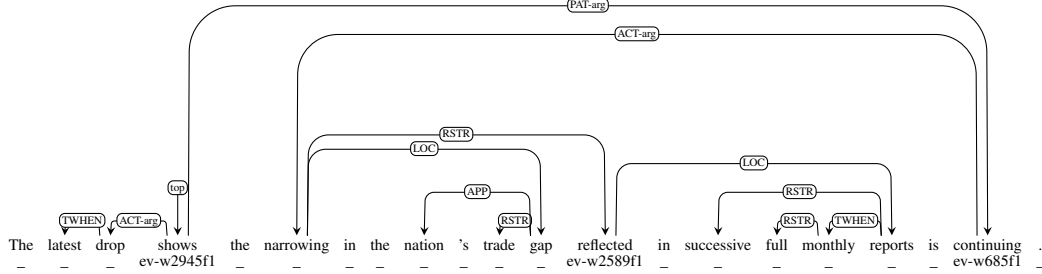 PAT-arg
ACT-arg
RSTR
LOC
LOC
top
APP
RSTR
TWHEN
ACT-arg
RSTR
RSTR
TWHEN
The latest drop shows the narrowing in the nation 's trade gap reflected in successive full monthly reports is continuing .
_ _ _ ev-w2945f1 _ _ _ _ _ _ _ _ ev-w2589f1 _ _ _ _ _ _ ev-w685f1 _